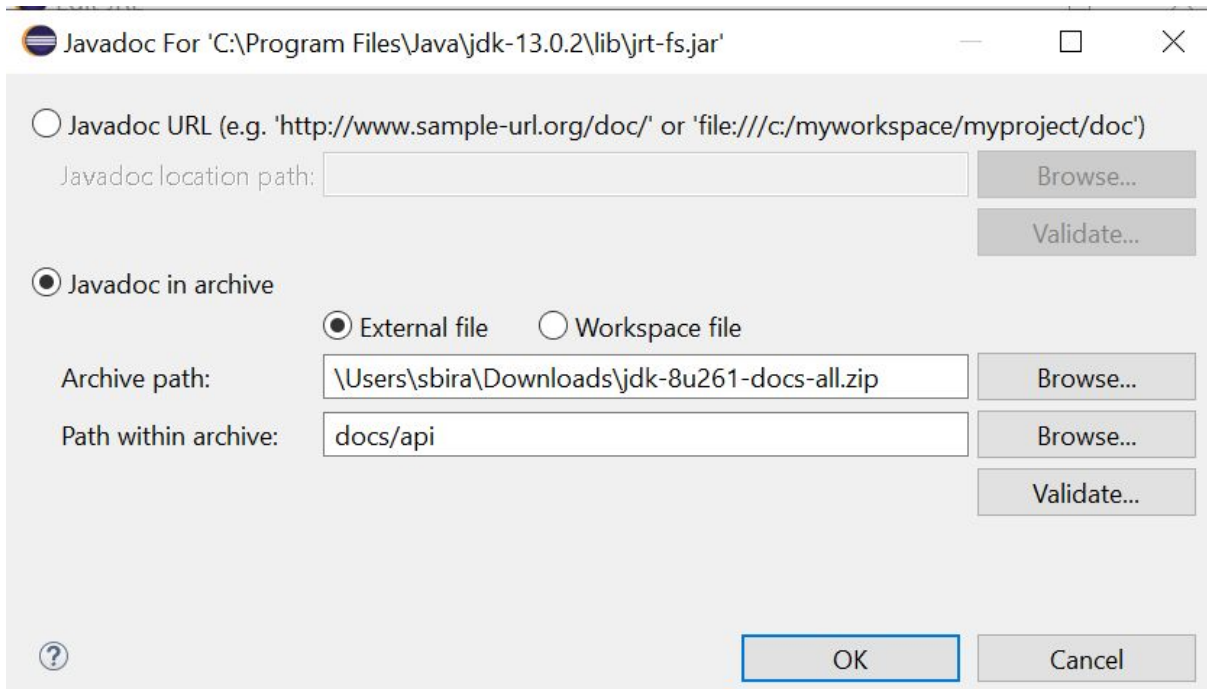 Javadoc For 'C:\Program Files\Java\jdk-13.0.2\lib\jrt-fs.jar'
Javadoc URL (e.g. 'http://www.sample-url.org/doc/' or 'file:///c:/myworkspace/myproject/doc')
Javadoc location path: Browse...
Validate...
Javadoc in archive
External file Workspace file
Archive path: \Users\sbira\Downloads\jdk-8u261-docs-all.zip Browse...
Path within archive: docs/api Browse...
Validate...
? OK Cancel